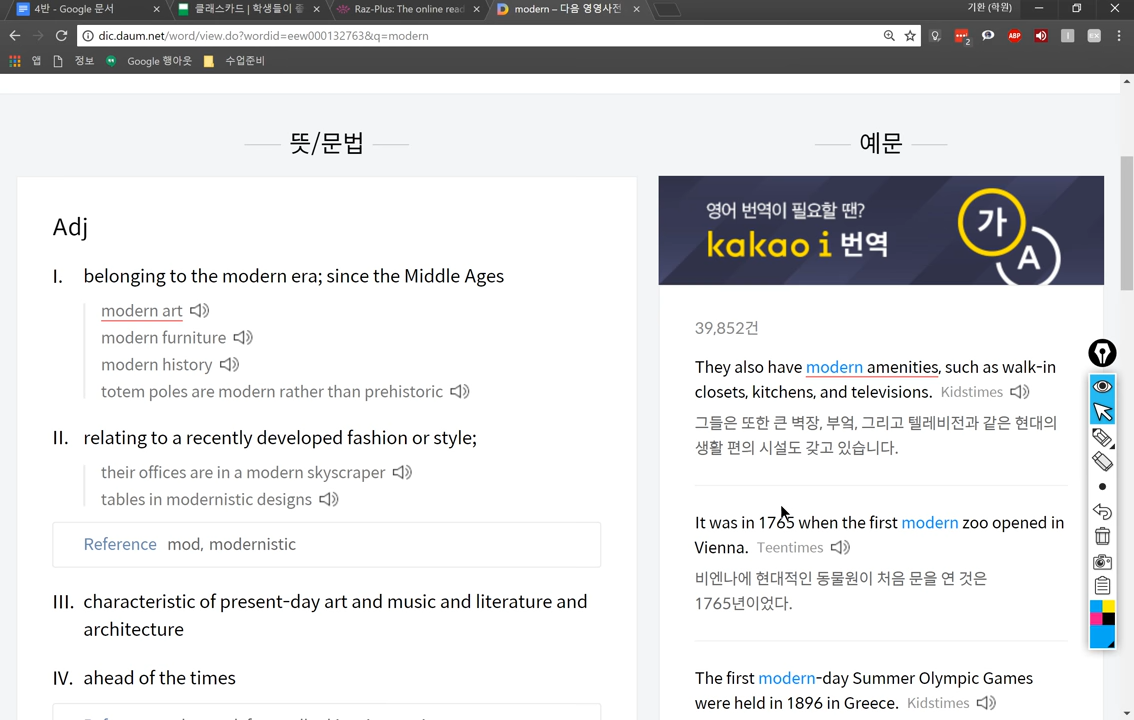 4반 - Google 문서
클래스카드 | 학생들이 좋
Raz-Plus: The online read
modern – 다음 영영사전
기환 (학원)
dic.daum.net/word/view.do?wordid=eew000132763&q=modern
2
ABP
앱
정보
Google 행아웃
수업준비
뜻/문법
Adj
I. belonging to the modern era; since the Middle Ages
modern art
modern furniture
modern history
totem poles are modern rather than prehistoric
II. relating to a recently developed fashion or style;
their offices are in a modern skyscraper
tables in modernistic designs
Reference mod, modernistic
III. characteristic of present-day art and music and literature and
architecture
IV. ahead of the times
예문
영어 번역이 필요할 땐?
kakao i 번역
가
A
39,852건
They also have modern amenities, such as walk-in
closets, kitchens, and televisions. Kidstimes
그들은 또한 큰 벽장, 부엌, 그리고 텔레비전과 같은 현대의
생활 편의 시설도 갖고 있습니다.
It was in 1765 when the first modern zoo opened in
Vienna. Teentimes
비엔나에 현대적인 동물원이 처음 문을 연 것은
1765년이었다.
The first modern-day Summer Olympic Games
were held in 1896 in Greece. Kidstimes